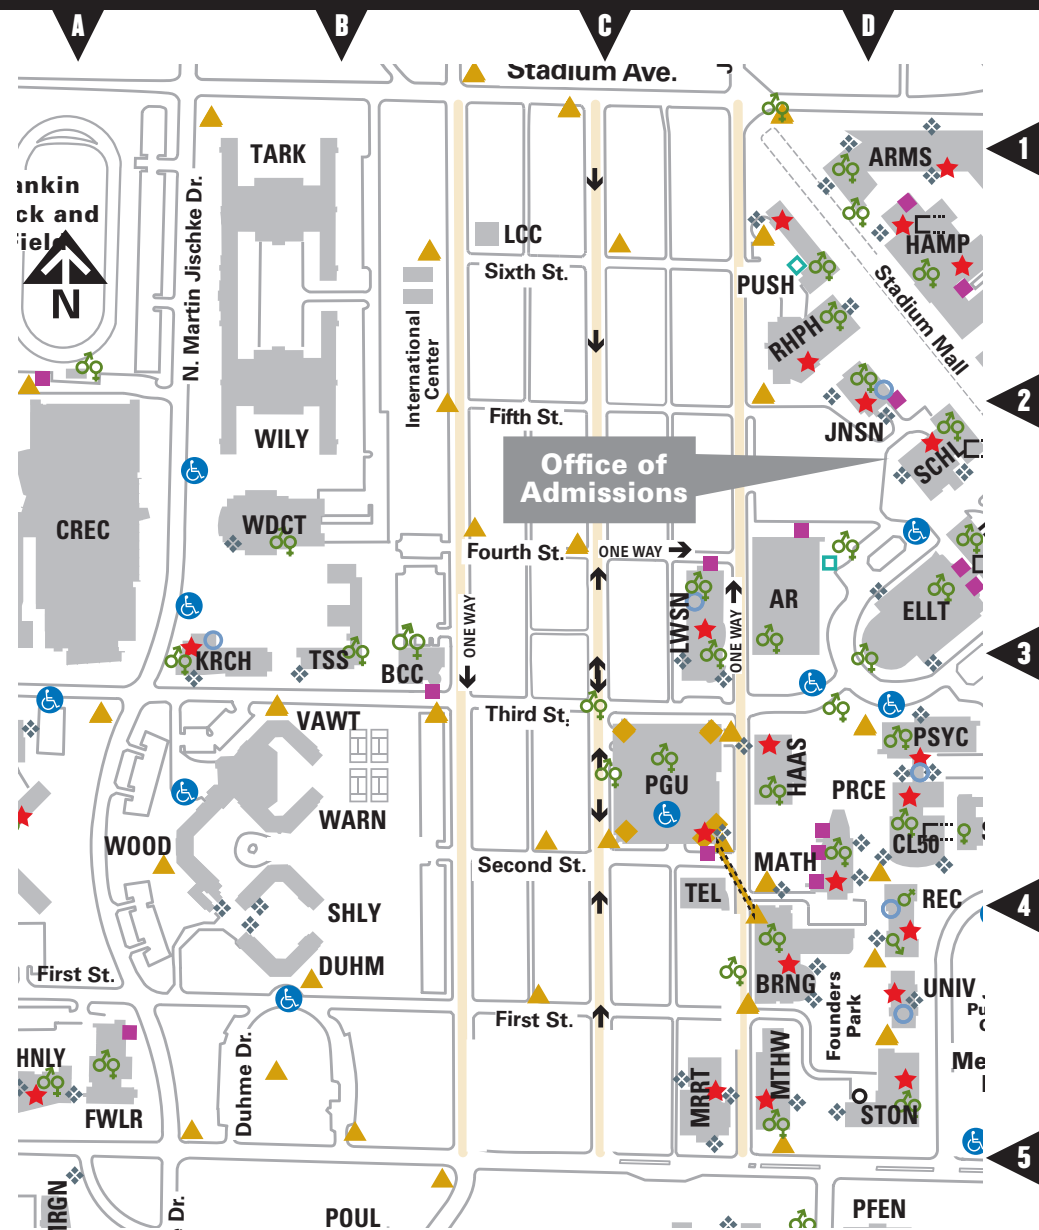 A
B
C
D
Stadium Ave.
1
TARK
ARMS
ankin
ck and
ield
N
N. Martin Jischke Dr.
LCC
HAMP
Sixth St.
PUSH
Stadium Mall
RHPH
International
Center
2
Fifth St.
WILY
JNSN
Office of
Admissions
SCHL
CREC
WDCT
Fourth St.
ONE WAY
AR
ELLT
LWSN
ONE WAY
ONE WAY
3
KRCH
TSS
BCC
Third St.
VAWT
PSYC
HAAS
PGU
PRCE
WARN
WOOD
CL50
S
Second St.
MATH
TEL
REC
4
SHLY
DUHM
First St.
BRNG
UNIV
Founders
Park
First St.
Pu
Me
HNLY
Duhme Dr.
MRRT
MTHW
FWLR
STON
5
HRGN
Dr.
POUL
PFEN